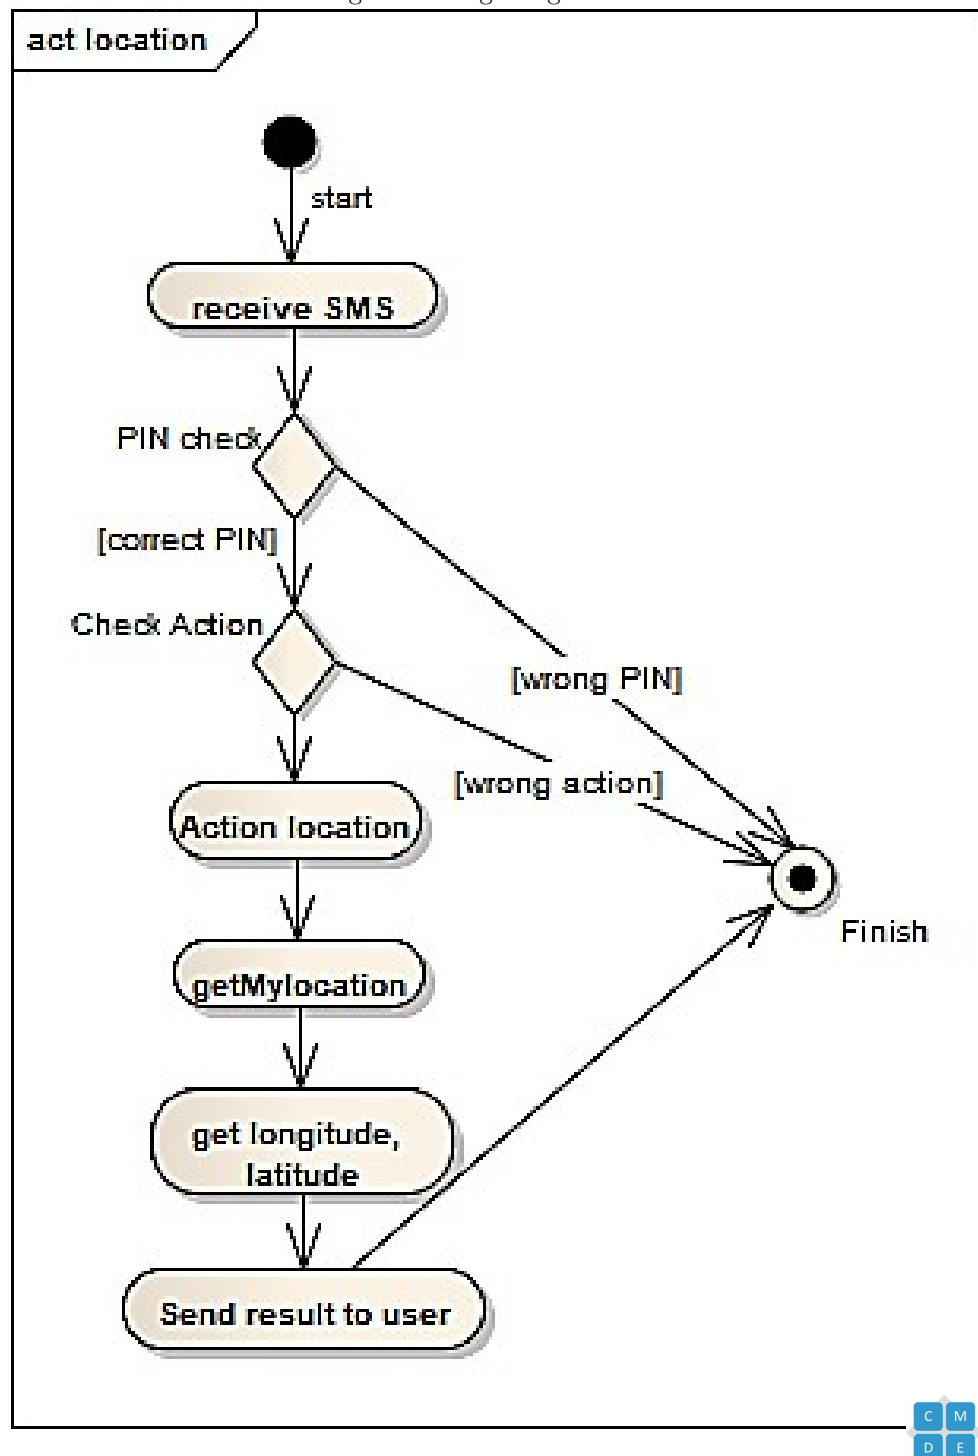 act location
start
receive SMS
PIN check
[correct PIN]
Check Action
[wrong PIN]
[wrong action]
Action location
Finish
getMylocation
get longitude,
latitude
Send result to user
C M
D E